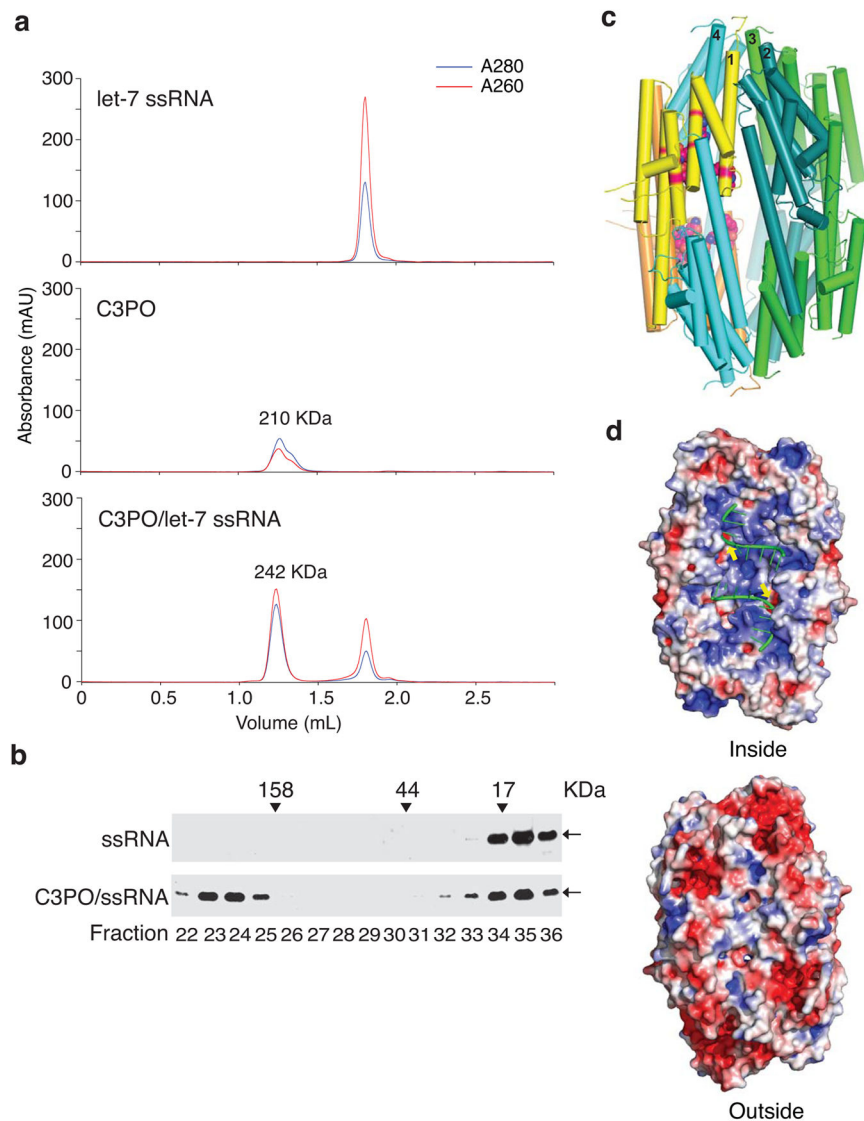 a
A280
A260
let-7 ssRNA
300
200
100
0
C3PO
210 KDa
300
200
100
0
C3PO/let-7 ssRNA
242 KDa
300
200
100
0
Absorbance (mAU)
0 0.5 1.0 1.5 2.0 2.5
Volume (mL)
b
158 44 17 KDa
ssRNA
C3PO/ssRNA
Fraction 22 23 24 25 26 27 28 29 30 31 32 33 34 35 36
c
4 3
1 2
d
Inside
Outside